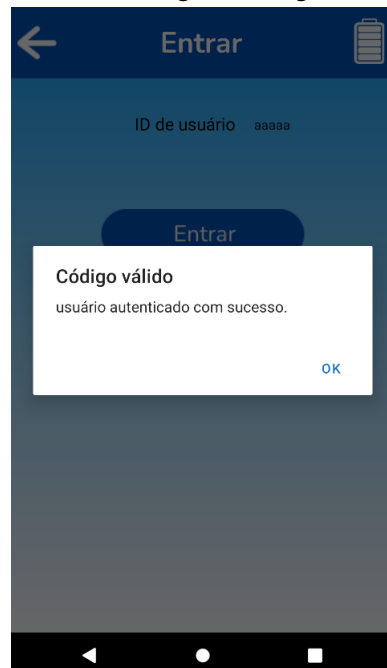 Entrar
ID de usuário aaaaa
Entrar
Código válido
usuário autenticado com sucesso.
OK